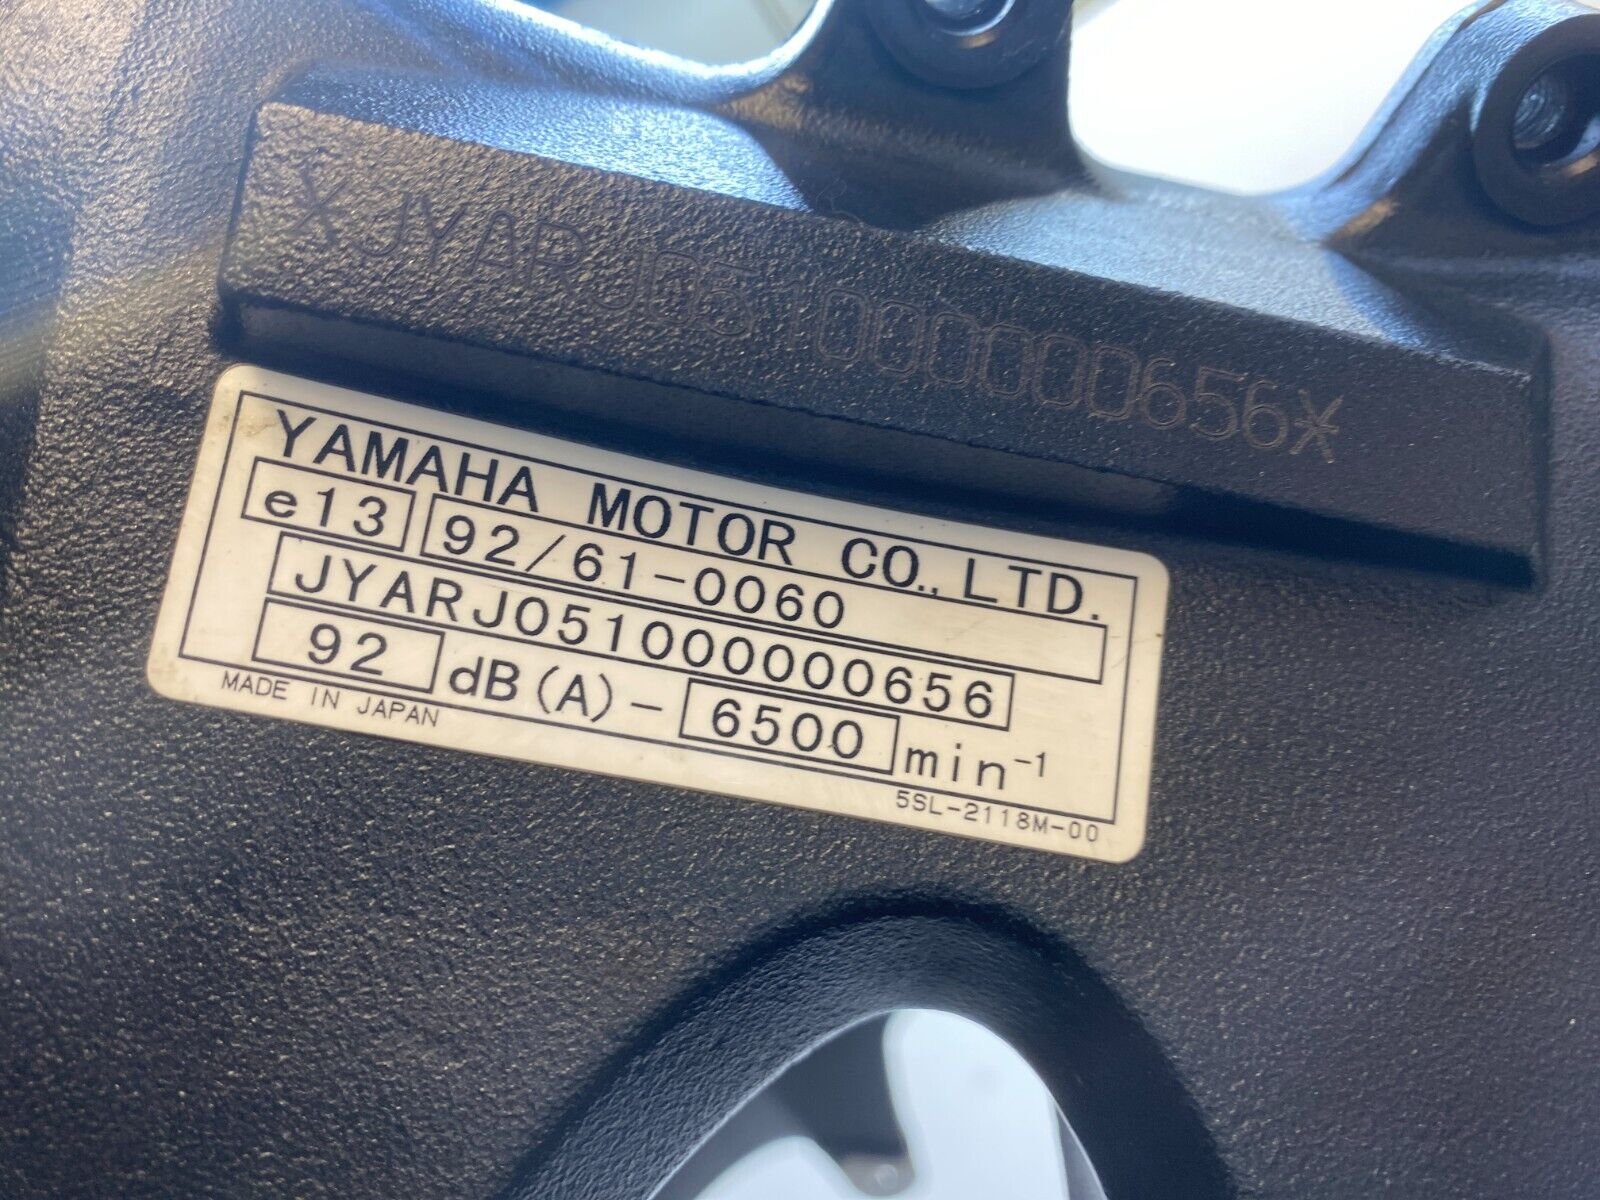 *JYARJ051000000656*
YAMAHA MOTOR CO., LTD.
e13 92/61-0060
JYARJ051000000656
92 dB(A)- 6500 min⁻¹
MADE IN JAPAN
5SL-2118M-00